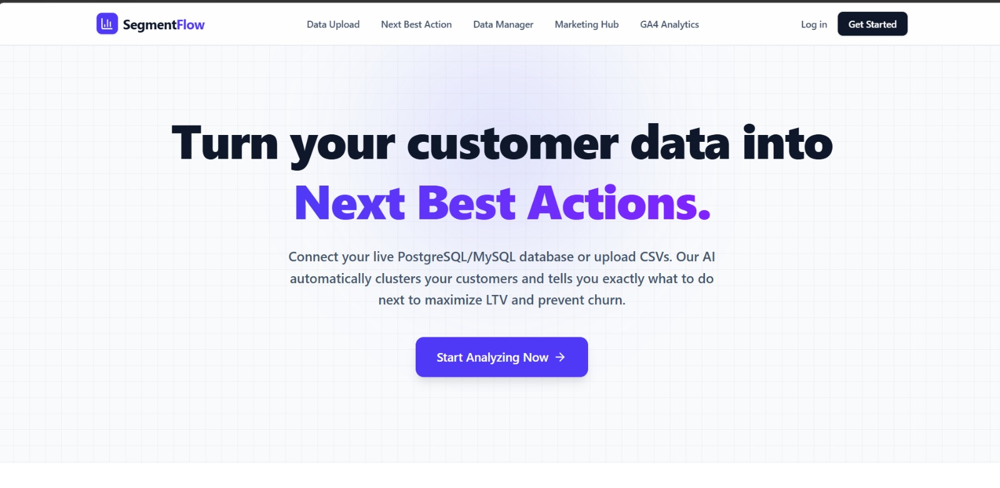 SegmentFlow
Data Upload
Next Best Action
Data Manager
Marketing Hub
GA4 Analytics
Log in
Get Started
Turn your customer data into
Next Best Actions.
Connect your live PostgreSQL/MySQL database or upload CSVs. Our AI
automatically clusters your customers and tells you exactly what to do
next to maximize LTV and prevent churn.
Start Analyzing Now →